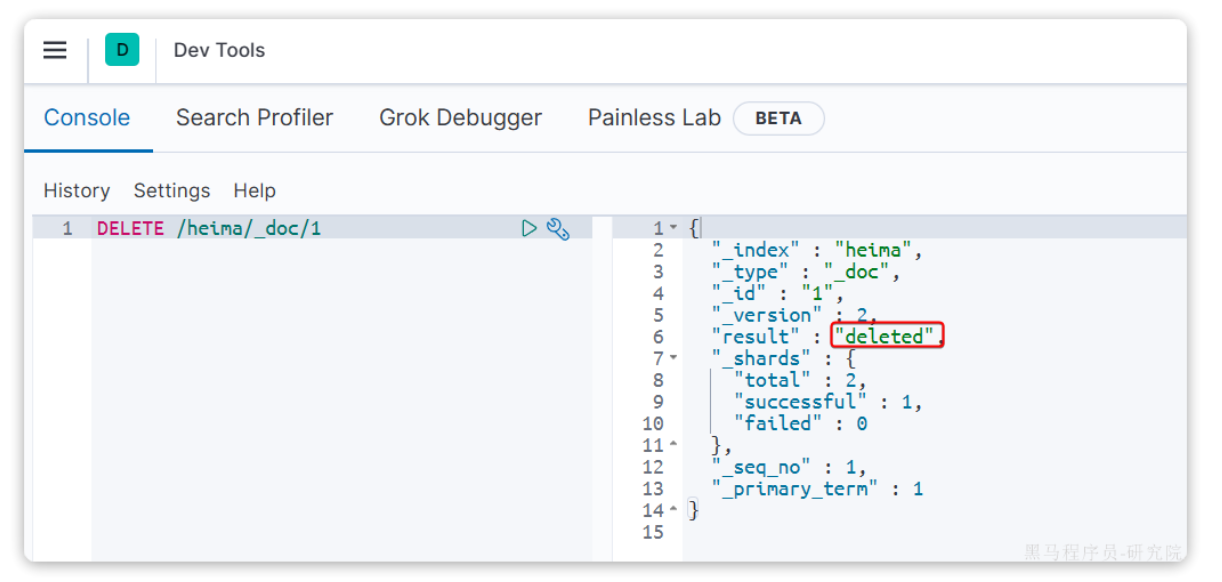 D Dev Tools
Console Search Profiler Grok Debugger Painless Lab BETA
History Settings Help
1 DELETE /heima/_doc/1
1 {
2 "_index" : "heima",
3 "_type" : "_doc",
4 "_id" : "1",
5 "_version" : 2,
6 "result" : "deleted",
7 "_shards" : {
8 "total" : 2,
9 "successful" : 1,
10 "failed" : 0
11 },
12 "_seq_no" : 1,
13 "_primary_term" : 1
14 }
15
黑马程序员-研究院